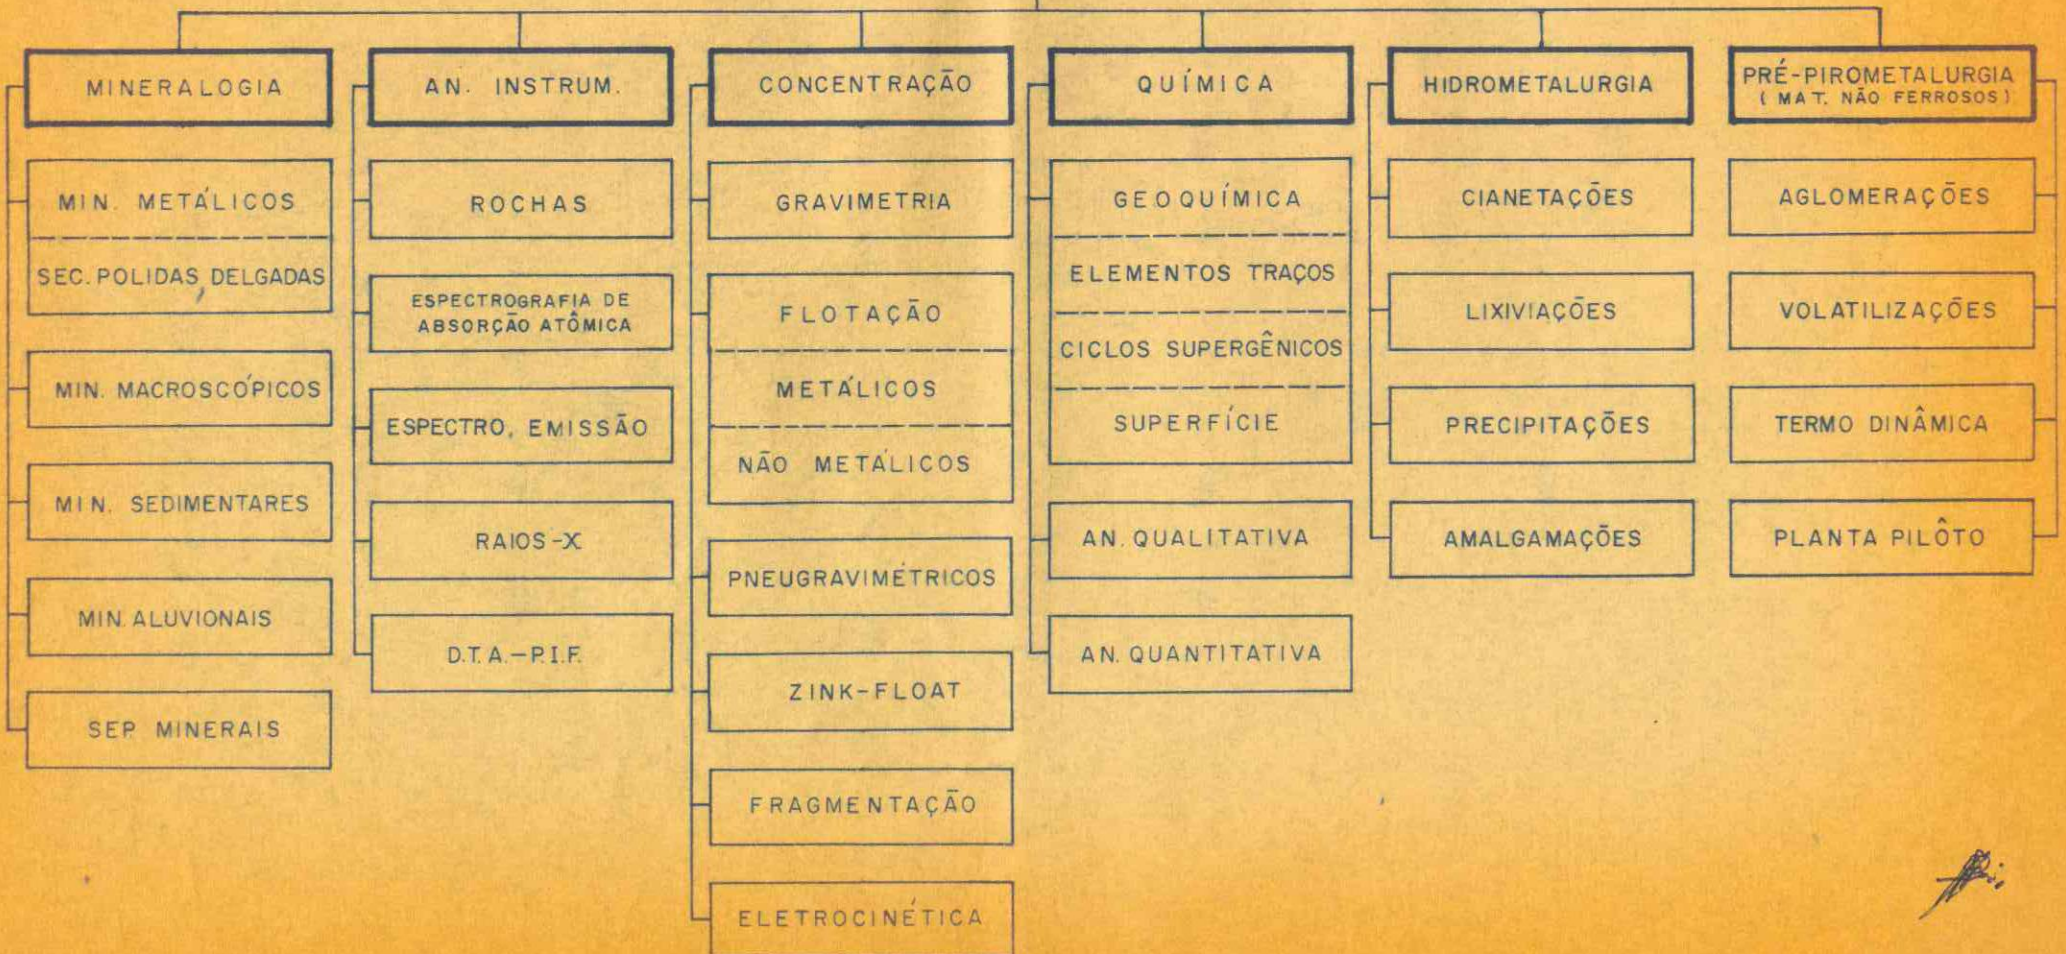 MINERALOGIA
MIN. METÁLICOS
SEC. POLIDAS, DELGADAS
MIN. MACROSCÓPICOS
MIN. SEDIMENTARES
MIN. ALUVIONAIS
SEP MINERAIS
AN. INSTRUM.
ROCHAS
ESPECTROGRAFIA DE
ABSORÇÃO ATÔMICA
ESPECTRO. EMISSÃO
RAIOS-X
D.T.A.-P.I.F.
CONCENTRAÇÃO
GRAVIMETRIA
FLOTAÇÃO
METÁLICOS
NÃO METÁLICOS
PNEUGRAVIMÉTRICOS
ZINK-FLOAT
FRAGMENTAÇÃO
ELETROCINÉTICA
QUÍMICA
GEOQUÍMICA
ELEMENTOS TRAÇOS
CICLOS SUPERGÊNICOS
SUPERFÍCIE
AN. QUALITATIVA
AN. QUANTITATIVA
HIDROMETALURGIA
CIANETAÇÕES
LIXIVIAÇÕES
PRECIPITAÇÕES
AMALGAMAÇÕES
PRÉ-PIROMETALURGIA
( MAT. NÃO FERROSOS )
AGLOMERAÇÕES
VOLATILIZAÇÕES
TERMO DINÂMICA
PLANTA PILÔTO